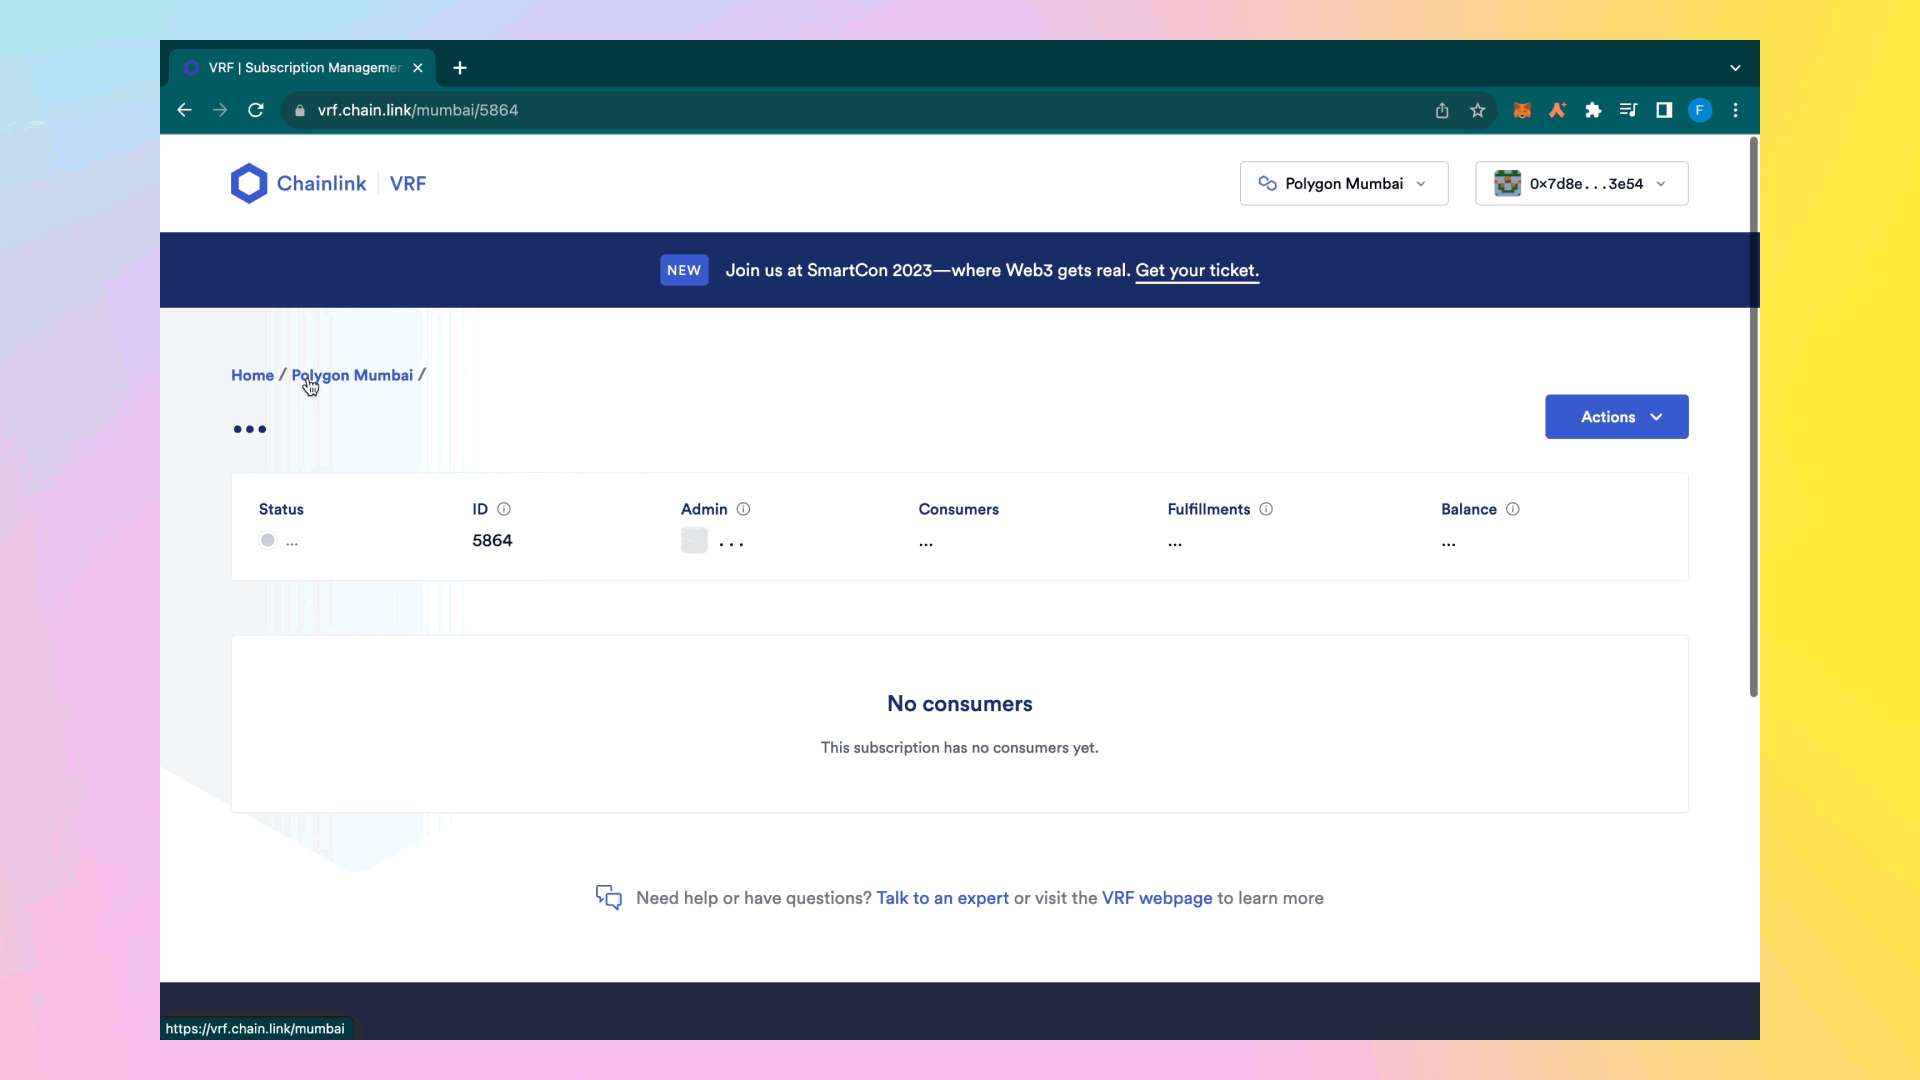 VRF | Subscription Managemer
vrf.chain.link/mumbai/5864
F
Chainlink | VRF
Polygon Mumbai
0x7d8e...3e54
NEW Join us at SmartCon 2023—where Web3 gets real. Get your ticket.
Home / Polygon Mumbai /
...
Actions
Status ID Admin Consumers Fulfillments Balance
... 5864 ... ... ... ...
No consumers
This subscription has no consumers yet.
Need help or have questions? Talk to an expert or visit the VRF webpage to learn more
https://vrf.chain.link/mumbai